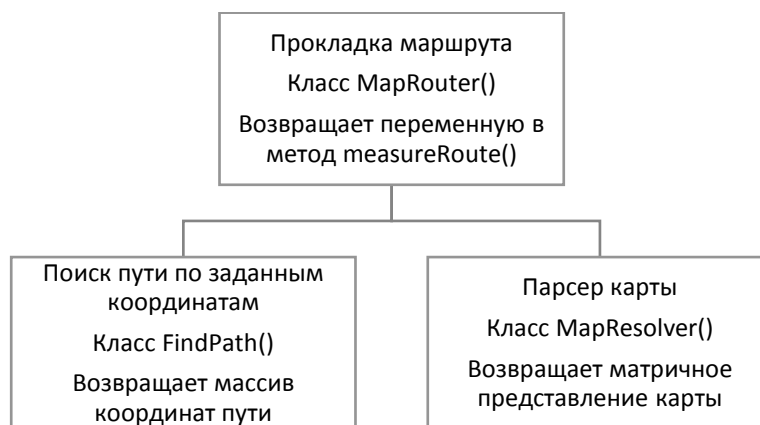 Прокладка маршрута
Класс MapRouter()
Возвращает переменную в
метод measureRoute()
Поиск пути по заданным
координатам
Класс FindPath()
Возвращает массив
координат пути
Парсер карты
Класс MapResolver()
Возвращает матричное
представление карты